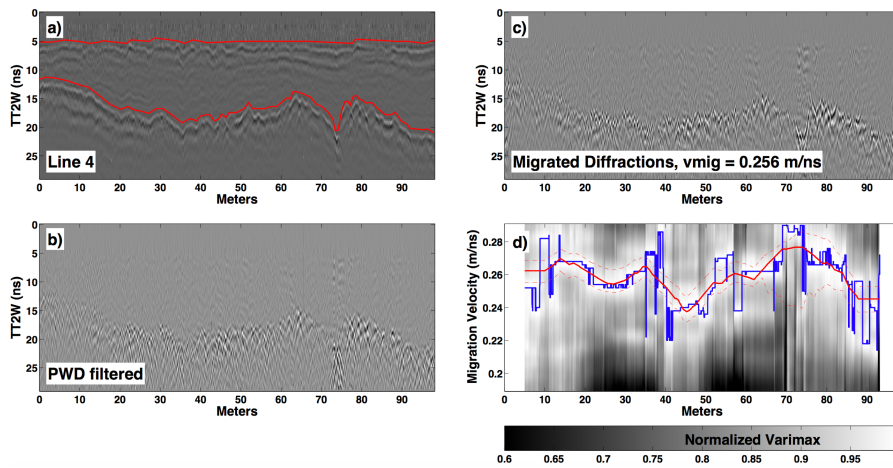 a)
0
5
10
15
20
25
TT2W (ns)
Line 4
0 10 20 30 40 50 60 70 80 90
Meters
c)
0
5
10
15
20
25
TT2W (ns)
Migrated Diffractions, vmig = 0.256 m/ns
0 10 20 30 40 50 60 70 80 90
Meters
b)
0
5
10
15
20
25
TT2W (ns)
PWD filtered
0 10 20 30 40 50 60 70 80 90
Meters
d)
0.28
0.26
0.24
0.22
0.2
Migration Velocity (m/ns)
0 10 20 30 40 50 60 70 80 90
Meters
Normalized Varimax
0.6 0.65 0.7 0.75 0.8 0.85 0.9 0.95